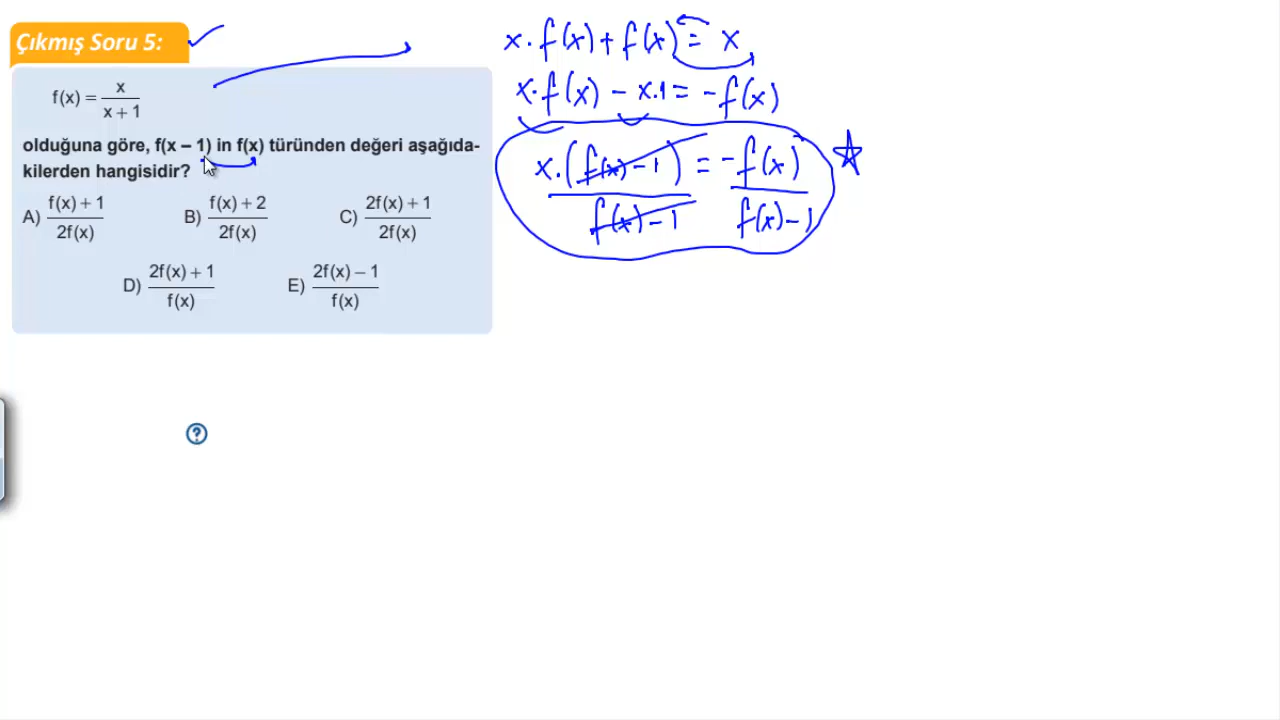 Çıkmış Soru 5:
f(x) = x / (x + 1)
olduğuna göre, f(x – 1) in f(x) türünden değeri aşağıda-
kilerden hangisidir?
A) (f(x) + 1) / 2f(x) B) (f(x) + 2) / 2f(x) C) (2f(x) + 1) / 2f(x)
D) (2f(x) + 1) / f(x) E) (2f(x) – 1) / f(x)
x · f(x) + f(x) = x
x · f(x) – x.1 = –f(x)
x · (f(x) – 1) / (f(x) – 1) = –f(x) / (f(x) – 1)
?